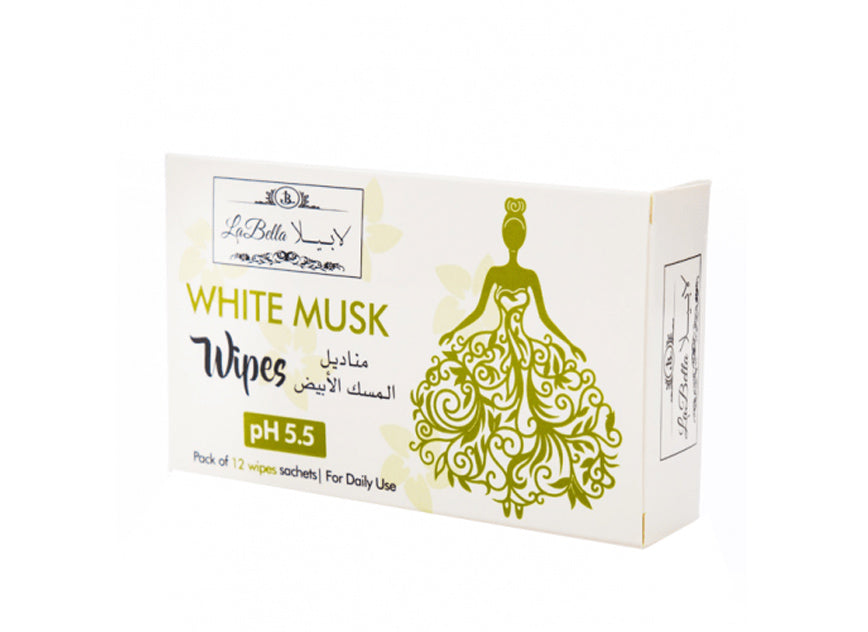 LaBella لابيلا
WHITE MUSK
Wipes
مناديل
المسك الأبيض
pH 5.5
Pack of 12 wipes sachets | For Daily Use
LaBella لابيلا